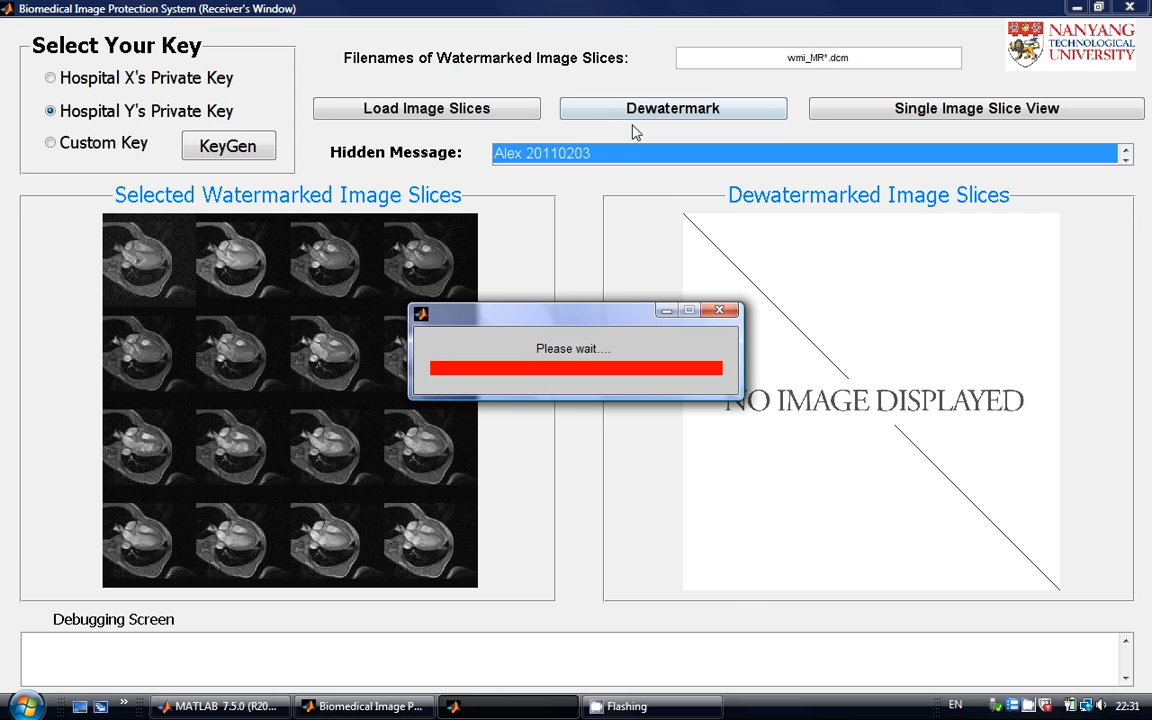 Biomedical Image Protection System (Receiver's Window)
Select Your Key
Hospital X's Private Key
Hospital Y's Private Key
Custom Key
KeyGen
Filenames of Watermarked Image Slices:
wmi_MR*.dcm
NANYANG
TECHNOLOGICAL
UNIVERSITY
Load Image Slices
Dewatermark
Single Image Slice View
Hidden Message:
Alex 20110203
Selected Watermarked Image Slices
Dewatermarked Image Slices
Please wait....
NO IMAGE DISPLAYED
Debugging Screen
MATLAB 7.5.0 (R20...
Biomedical Image P...
Flashing
EN
22:31